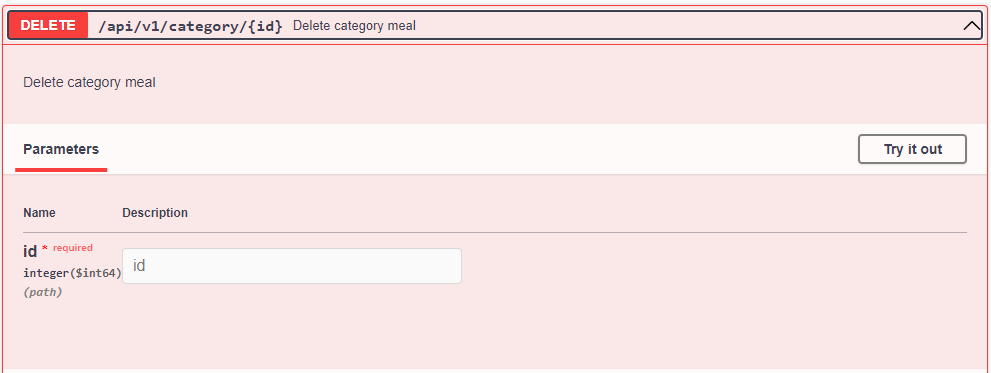 DELETE /api/v1/category/{id} Delete category meal
Delete category meal
Parameters Try it out
Name Description
id * required
integer($int64) id
(path)